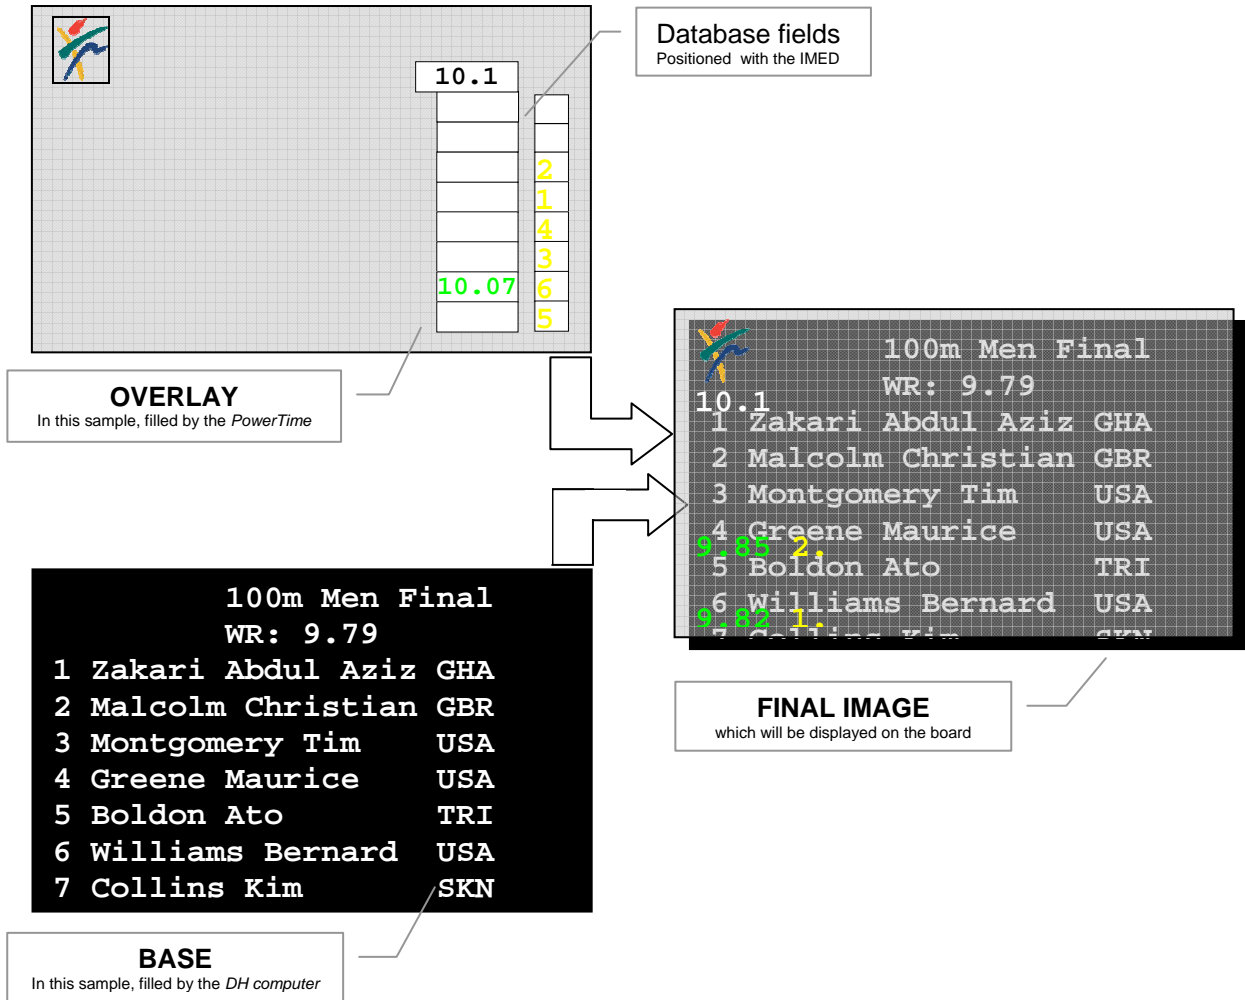 Database fields
Positioned with the IMED
10.1
2
1
4
3
10.07 6
5
OVERLAY
In this sample, filled by the PowerTime
100m Men Final
WR: 9.79
10.1
1 Zakari Abdul Aziz GHA
2 Malcolm Christian GBR
3 Montgomery Tim USA
4 Greene Maurice USA
9.85 2.
5 Boldon Ato TRI
6 Williams Bernard USA
9.82 1.
7 Collins Kim SKN
FINAL IMAGE
which will be displayed on the board
100m Men Final
WR: 9.79
1 Zakari Abdul Aziz GHA
2 Malcolm Christian GBR
3 Montgomery Tim USA
4 Greene Maurice USA
5 Boldon Ato TRI
6 Williams Bernard USA
7 Collins Kim SKN
BASE
In this sample, filled by the DH computer